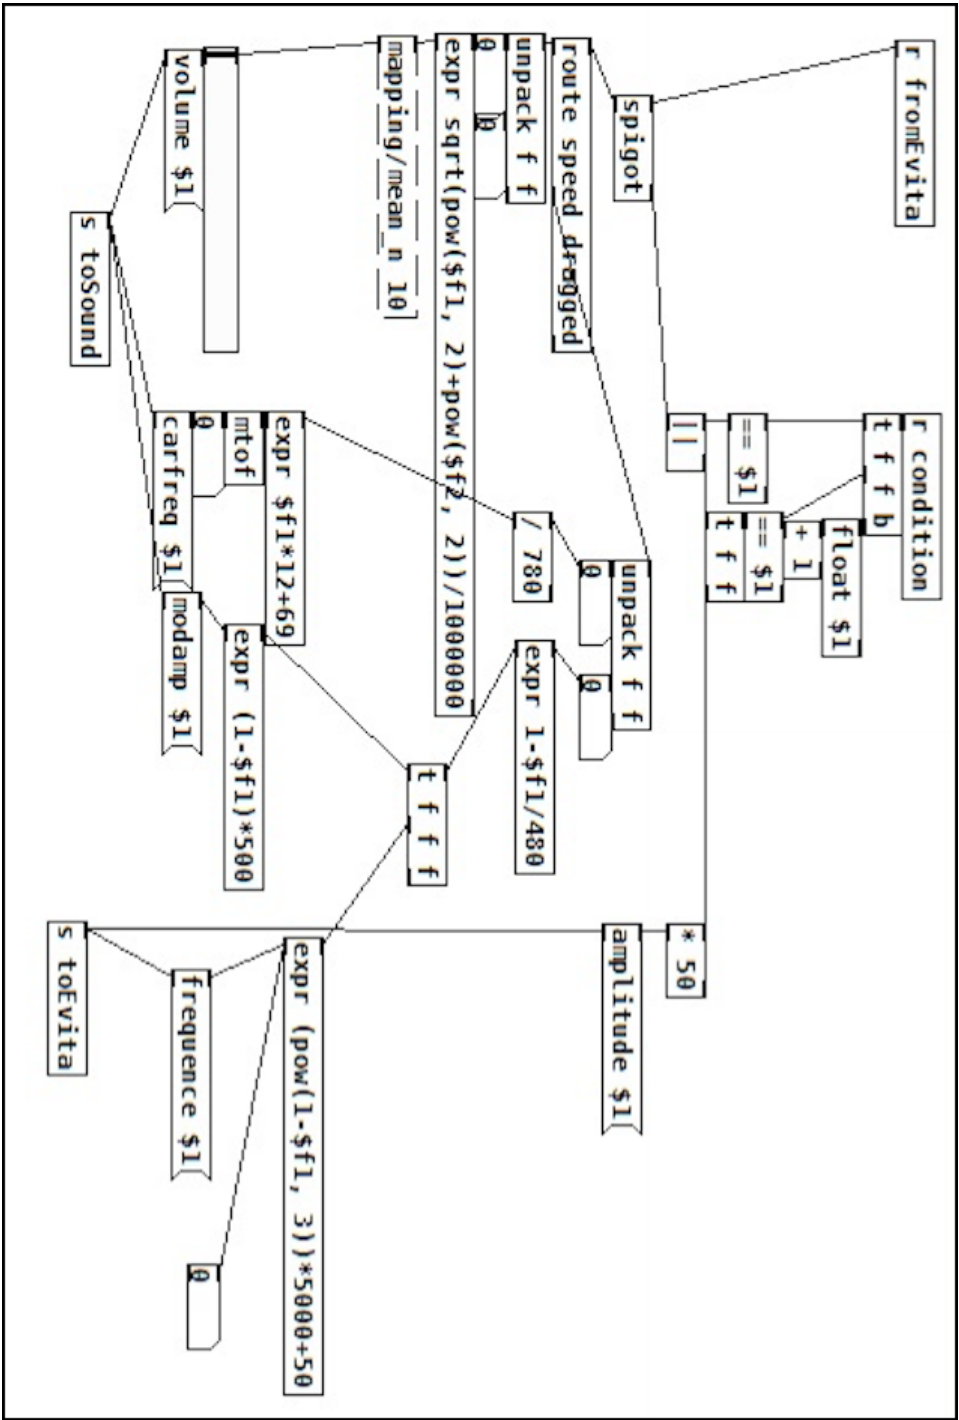 r fromEvita
r condition
t f f b
float $1
+ 1
== $1
== $1
t f f
||
spigot
* 50
route speed dragged
unpack f f
unpack f f
amplitude $1
0
0
0
0
/ 780
expr 1-$f1/480
expr sqrt(pow($f1, 2)+pow($f2, 2))/1000000
t f f f
mapping/mean_n 10
expr $f1*12+69
expr (pow(1-$f1, 3))*5000+50
mtof
expr (1-$f1)*500
0
0
volume $1
carfreq $1
modamp $1
frequence $1
s toSound
s toEvita